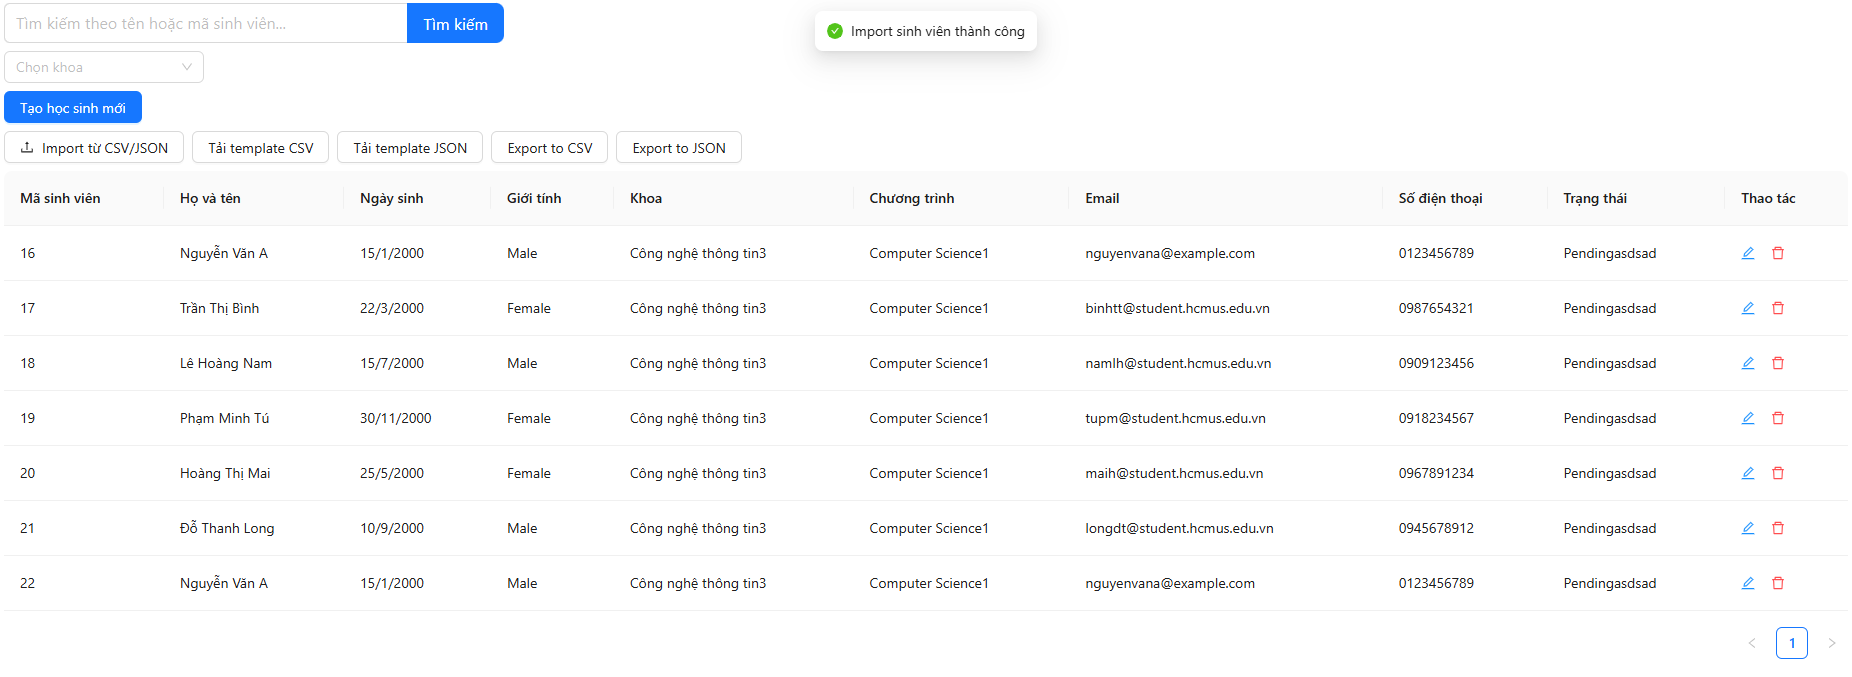 Tìm kiếm theo tên hoặc mã sinh viên... Tìm kiếm
Import sinh viên thành công
Chọn khoa
Tạo học sinh mới
Import từ CSV/JSON Tải template CSV Tải template JSON Export to CSV Export to JSON
Mã sinh viên Họ và tên Ngày sinh Giới tính Khoa Chương trình Email Số điện thoại Trạng thái Thao tác
16 Nguyễn Văn A 15/1/2000 Male Công nghệ thông tin3 Computer Science1 nguyenvana@example.com 0123456789 Pendingasdsad
17 Trần Thị Bình 22/3/2000 Female Công nghệ thông tin3 Computer Science1 binhtt@student.hcmus.edu.vn 0987654321 Pendingasdsad
18 Lê Hoàng Nam 15/7/2000 Male Công nghệ thông tin3 Computer Science1 namlh@student.hcmus.edu.vn 0909123456 Pendingasdsad
19 Phạm Minh Tú 30/11/2000 Female Công nghệ thông tin3 Computer Science1 tupm@student.hcmus.edu.vn 0918234567 Pendingasdsad
20 Hoàng Thị Mai 25/5/2000 Female Công nghệ thông tin3 Computer Science1 maih@student.hcmus.edu.vn 0967891234 Pendingasdsad
21 Đỗ Thanh Long 10/9/2000 Male Công nghệ thông tin3 Computer Science1 longdt@student.hcmus.edu.vn 0945678912 Pendingasdsad
22 Nguyễn Văn A 15/1/2000 Male Công nghệ thông tin3 Computer Science1 nguyenvana@example.com 0123456789 Pendingasdsad
1